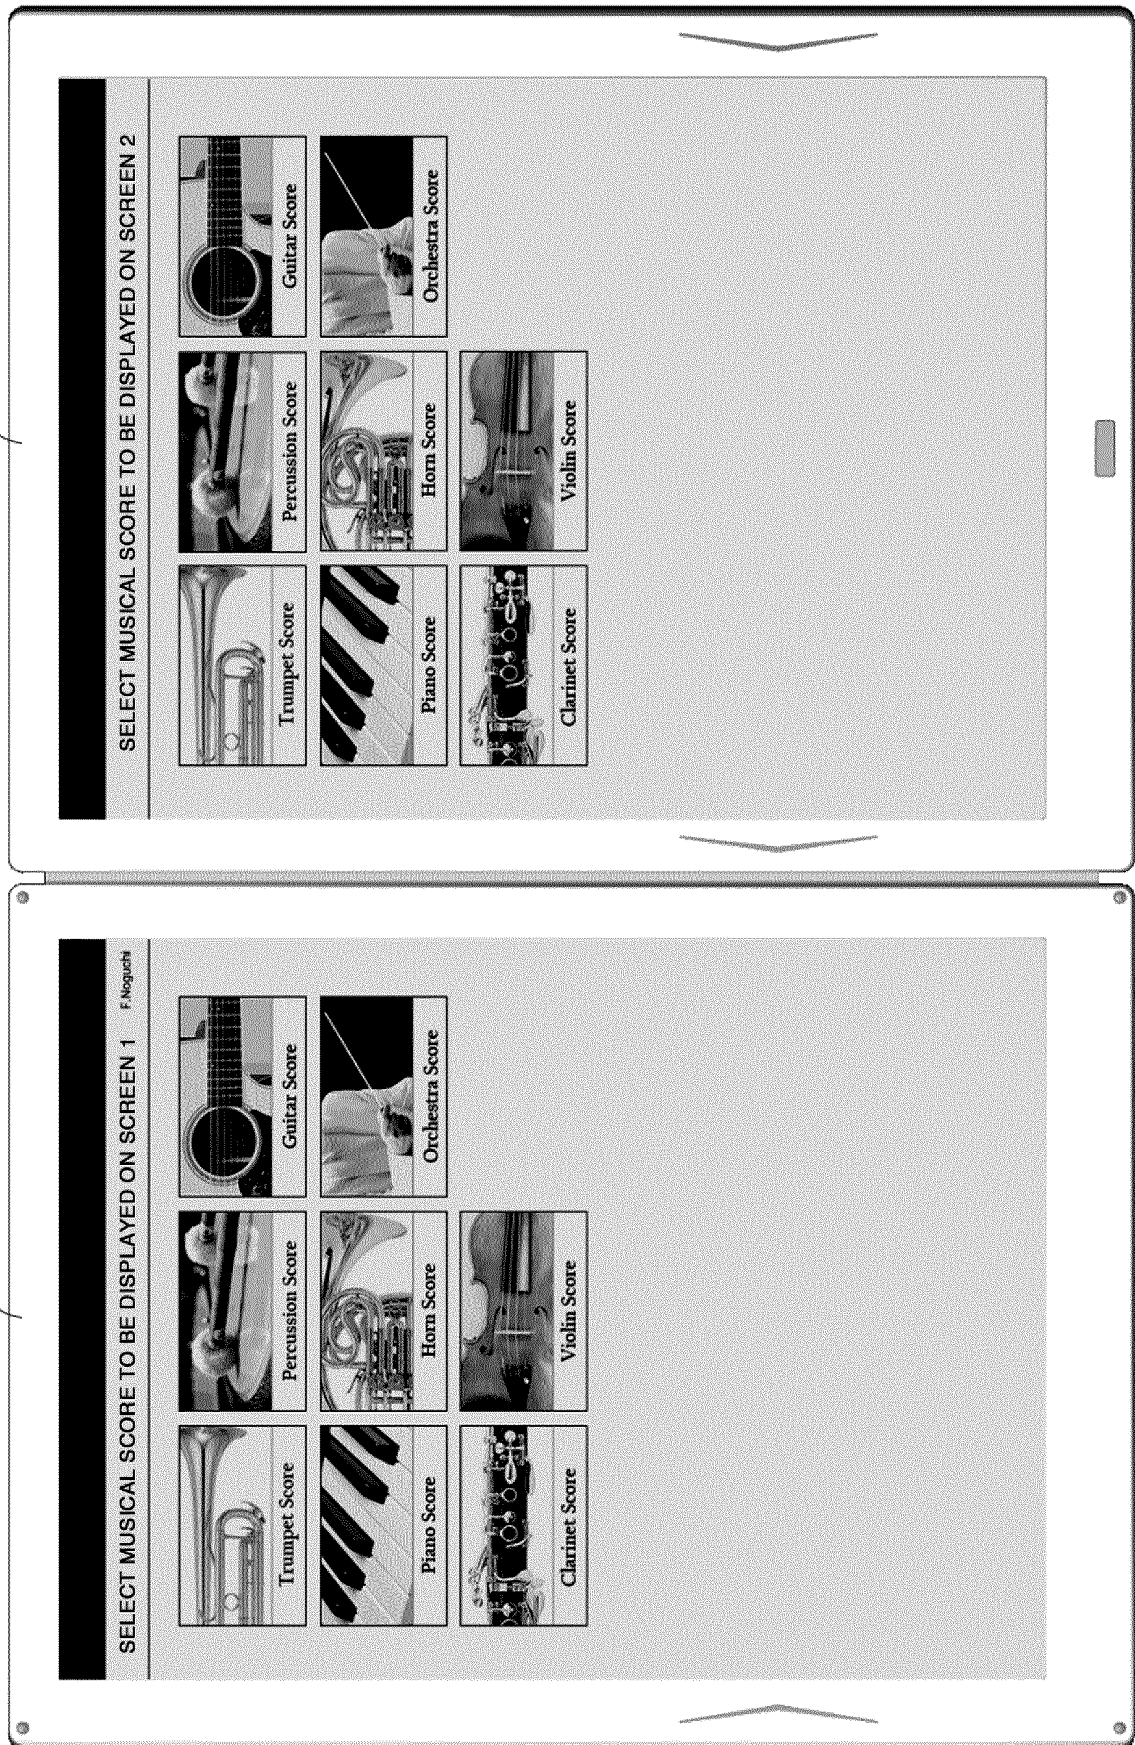 SELECT MUSICAL SCORE TO BE DISPLAYED ON SCREEN 1
F.Noguchi
Trumpet Score
Percussion Score
Guitar Score
Piano Score
Horn Score
Orchestra Score
Clarinet Score
Violin Score
SELECT MUSICAL SCORE TO BE DISPLAYED ON SCREEN 2
Trumpet Score
Percussion Score
Guitar Score
Piano Score
Horn Score
Orchestra Score
Clarinet Score
Violin Score